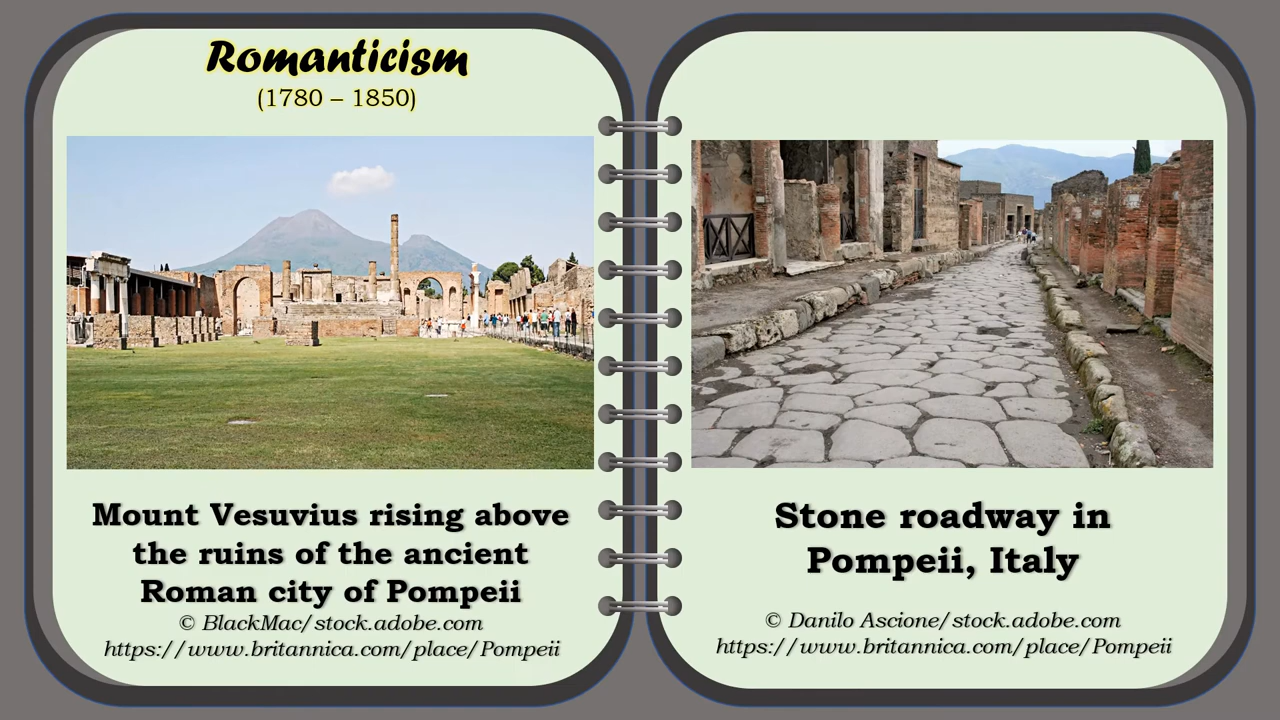 Romanticism
(1780 – 1850)
Mount Vesuvius rising above
the ruins of the ancient
Roman city of Pompeii
© BlackMac/stock.adobe.com
https://www.britannica.com/place/Pompeii
Stone roadway in
Pompeii, Italy
© Danilo Ascione/stock.adobe.com
https://www.britannica.com/place/Pompeii